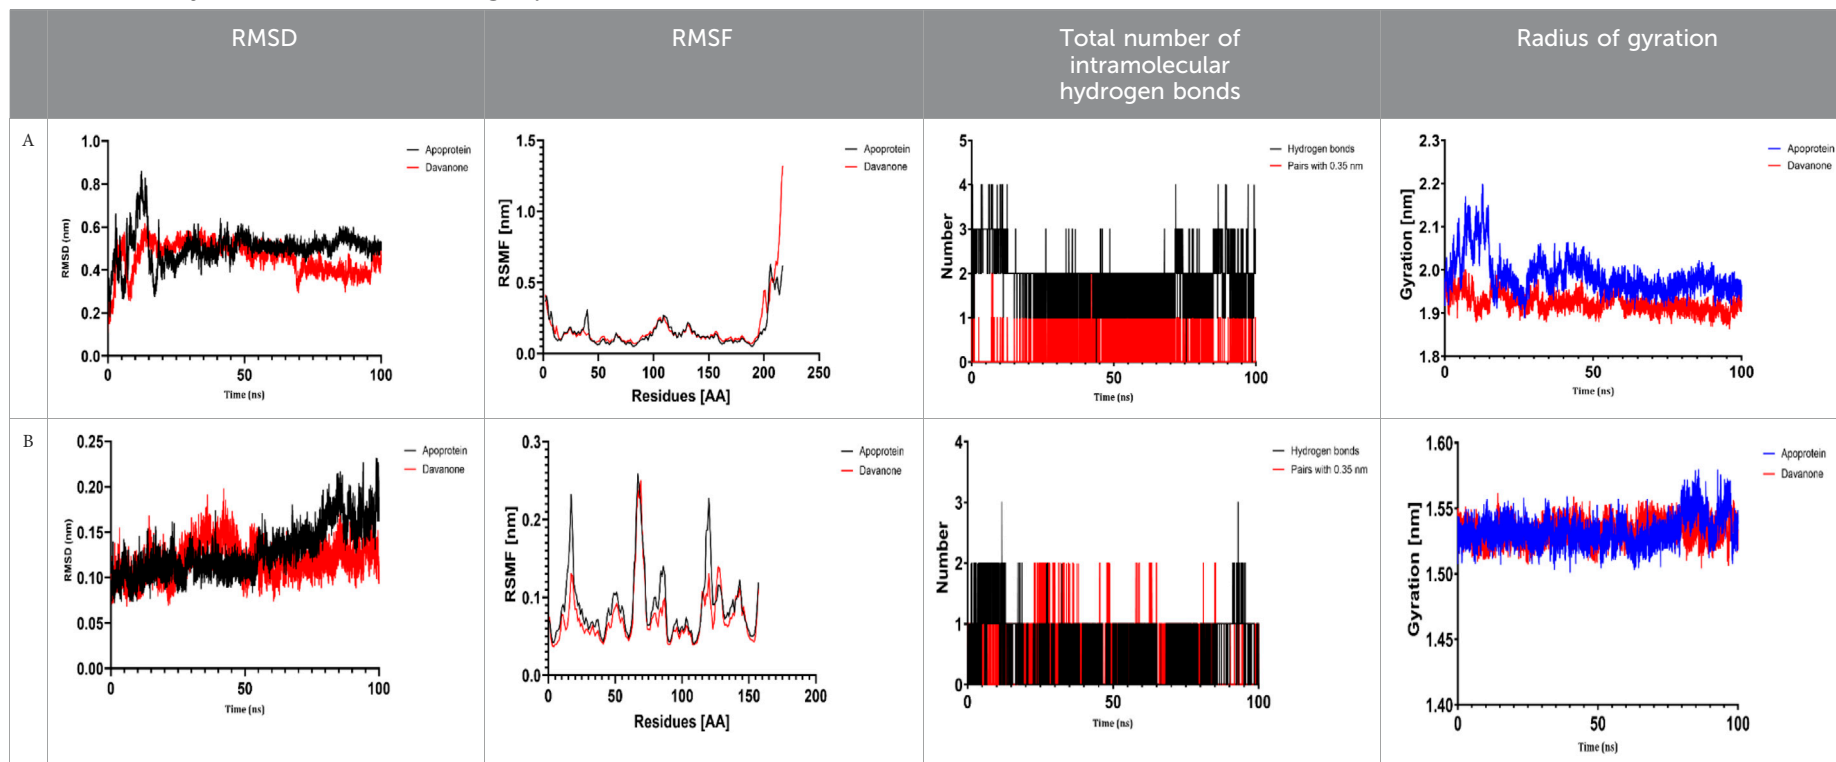 RMSD
RMSF
Total number of
intramolecular
hydrogen bonds
Radius of gyration
A
1.0
0.8
0.6
0.4
0.2
0.0
RMSD (nm)
0
50
100
Time (ns)
Apoprotein
Davanone
1.5
1.0
0.5
0.0
RSMF [nm]
0
50
100
150
200
250
Residues [AA]
Apoprotein
Davanone
5
4
3
2
1
0
Number
0
50
100
Time (ns)
Hydrogen bonds
Pairs with 0.35 nm
2.3
2.2
2.1
2.0
1.9
1.8
Gyration [nm]
0
50
100
Time (ns)
Apoprotein
Davanone
B
0.25
0.20
0.15
0.10
0.05
0.00
RMSD (nm)
0
50
100
Time (ns)
Apoprotein
Davanone
0.3
0.2
0.1
0.0
RSMF [nm]
0
50
100
150
200
Residues [AA]
Apoprotein
Davanone
4
3
2
1
0
Number
0
50
100
Time (ns)
Hydrogen bonds
Pairs with 0.35 nm
1.60
1.55
1.50
1.45
1.40
Gyration [nm]
0
50
100
Time (ns)
Apoprotein
Davanone